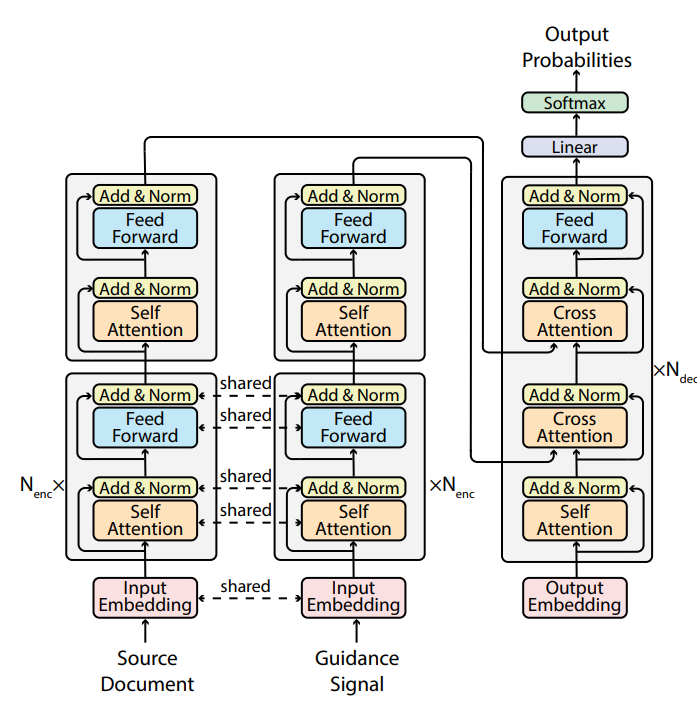 Output
Probabilities
Softmax
Linear
Add & Norm
Feed
Forward
Add & Norm
Self
Attention
Add & Norm
Feed
Forward
Add & Norm
Self
Attention
Add & Norm
Feed
Forward
Add & Norm
Cross
Attention
Add & Norm
Cross
Attention
Add & Norm
Self
Attention
×Ndec
Add & Norm
Feed
Forward
Add & Norm
Self
Attention
Nenc×
shared
shared
shared
shared
Add & Norm
Feed
Forward
Add & Norm
Self
Attention
×Nenc
Input
Embedding
shared
Input
Embedding
Output
Embedding
Source
Document
Guidance
Signal